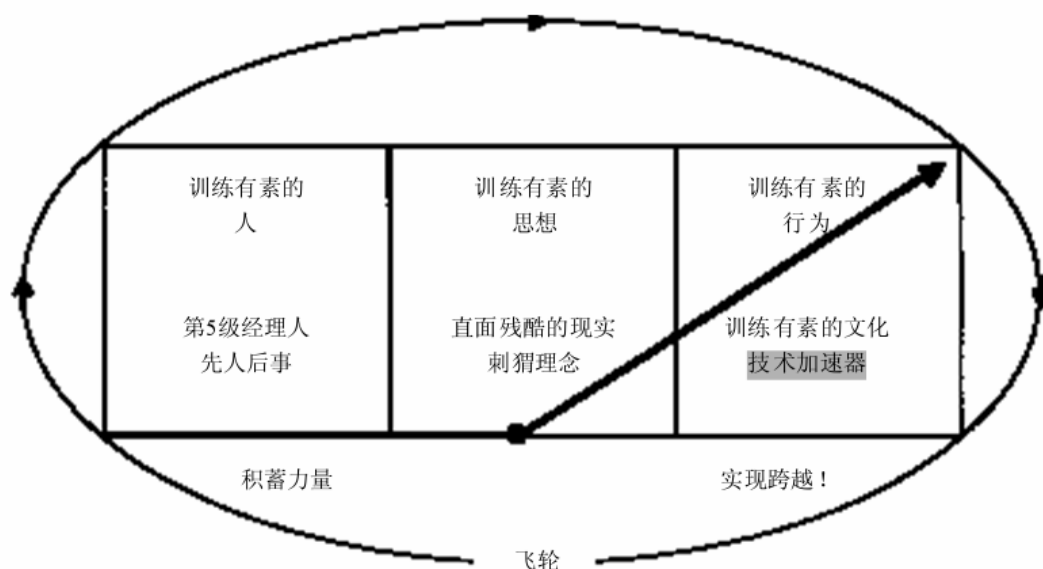 训练有素的
人
训练有素的
思想
训练有素的
行为
第5级经理人
先人后事
直面残酷的现实
刺猬理念
训练有素的文化
技术加速器
积蓄力量
实现跨越！
飞轮